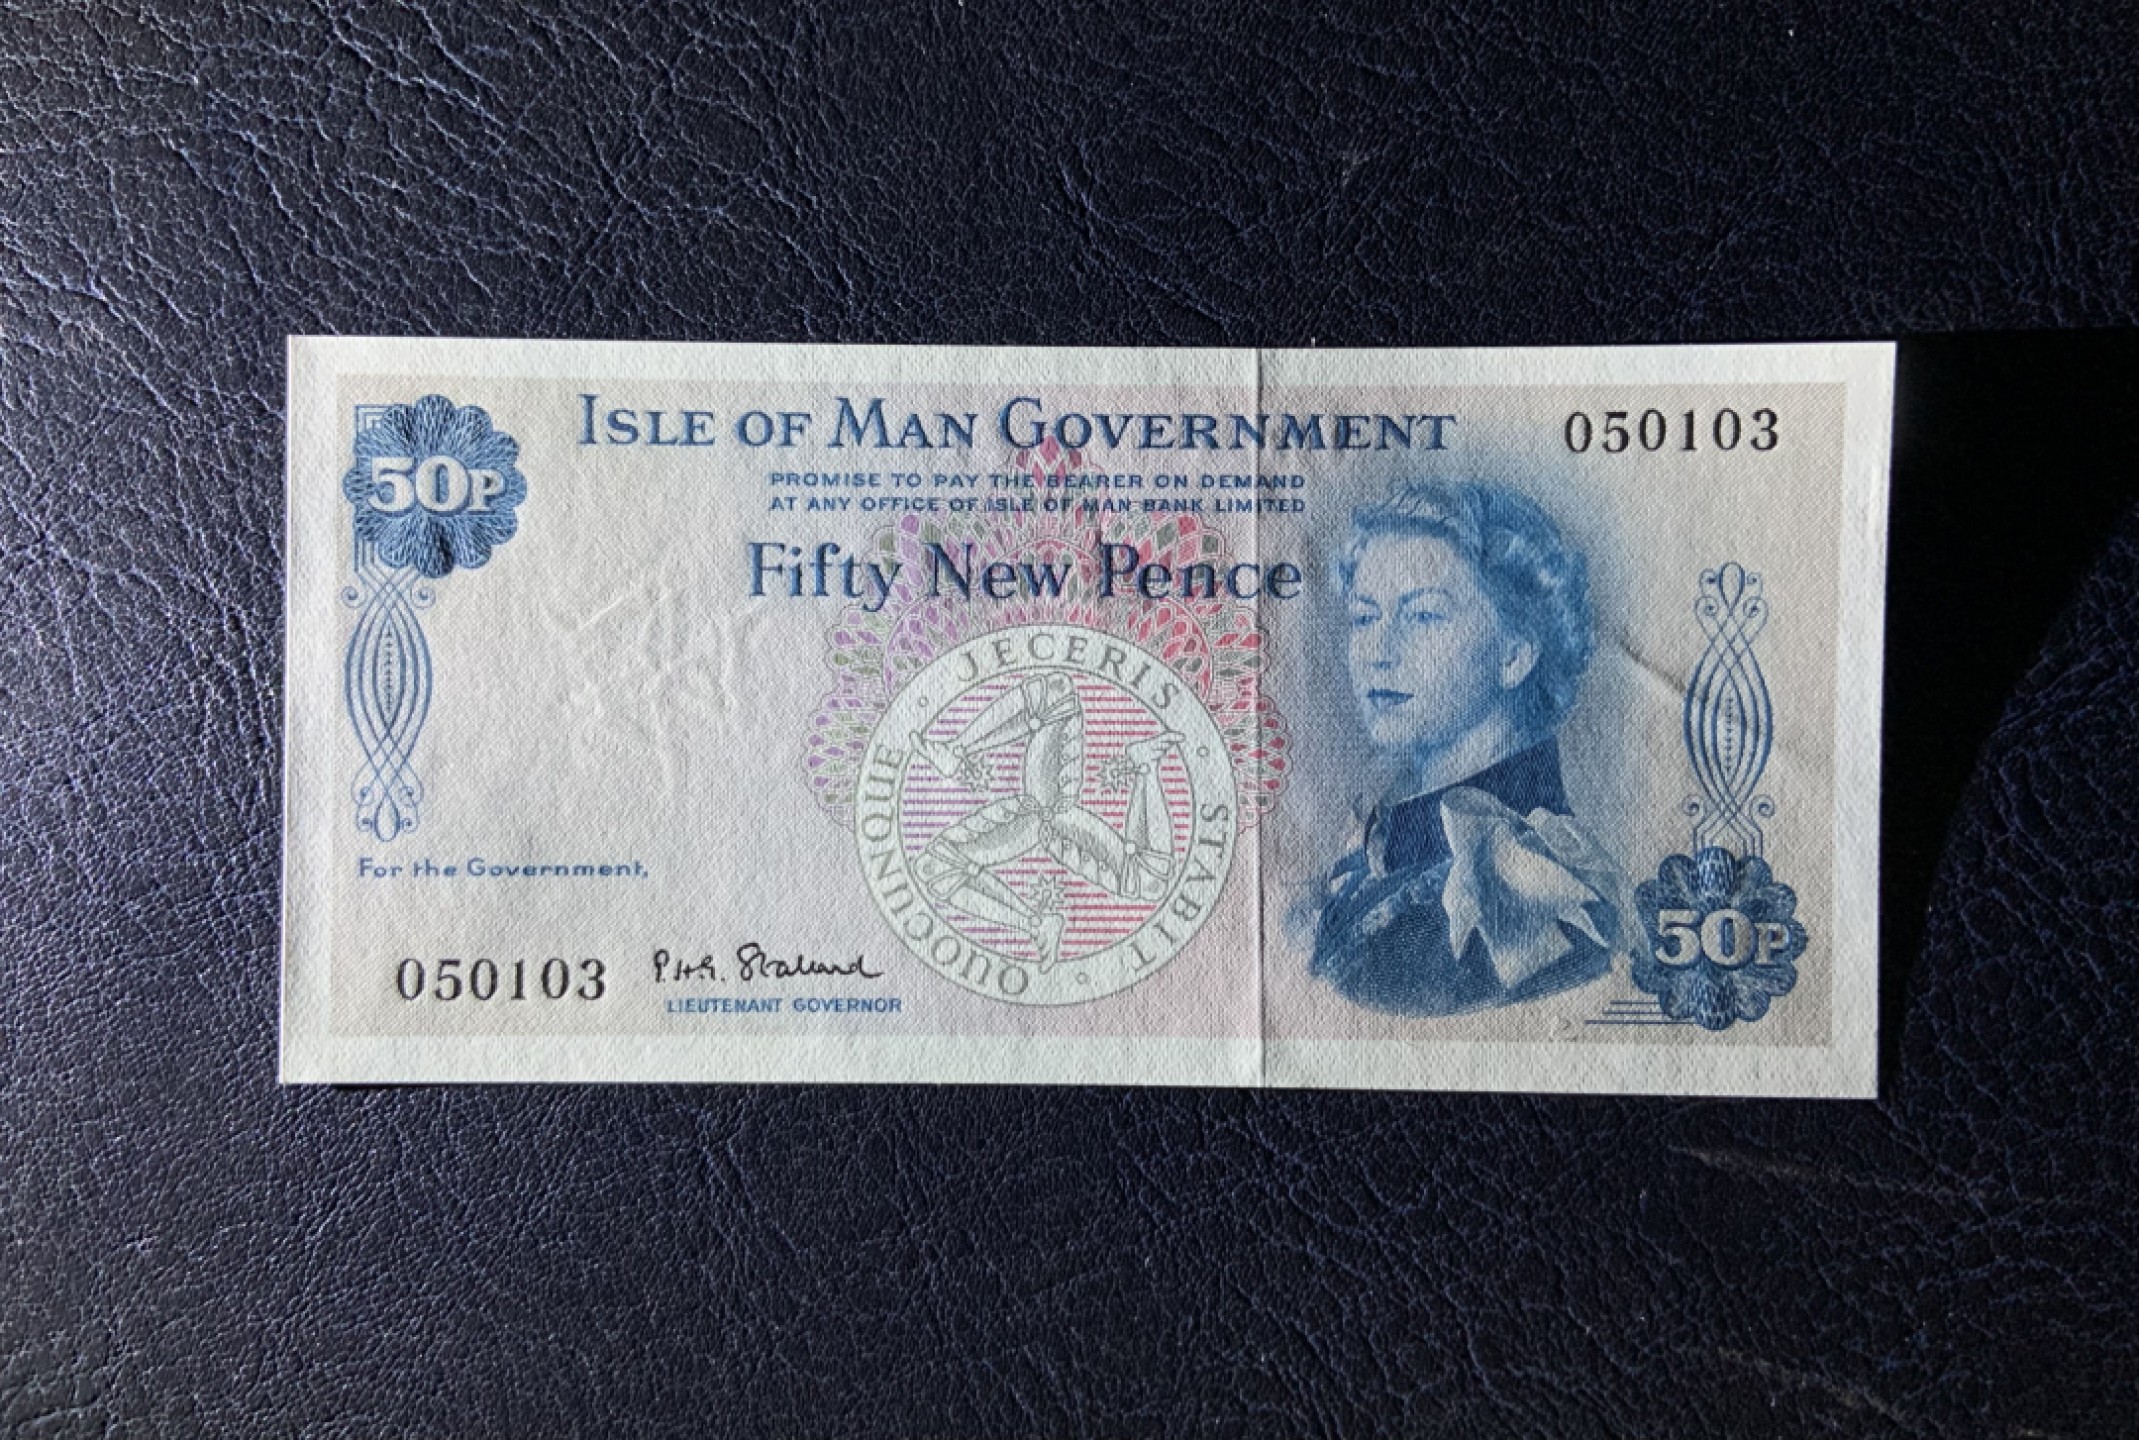 ISLE OF MAN GOVERNMENT
050103
50P
PROMISE TO PAY THE BEARER ON DEMAND
AT ANY OFFICE OF ISLE OF MAN BANK LIMITED
Fifty New Pence
QUOCUNQUE JECERIS STABIT
For the Government,
050103
P.H.G. Stallard
LIEUTENANT GOVERNOR
50P